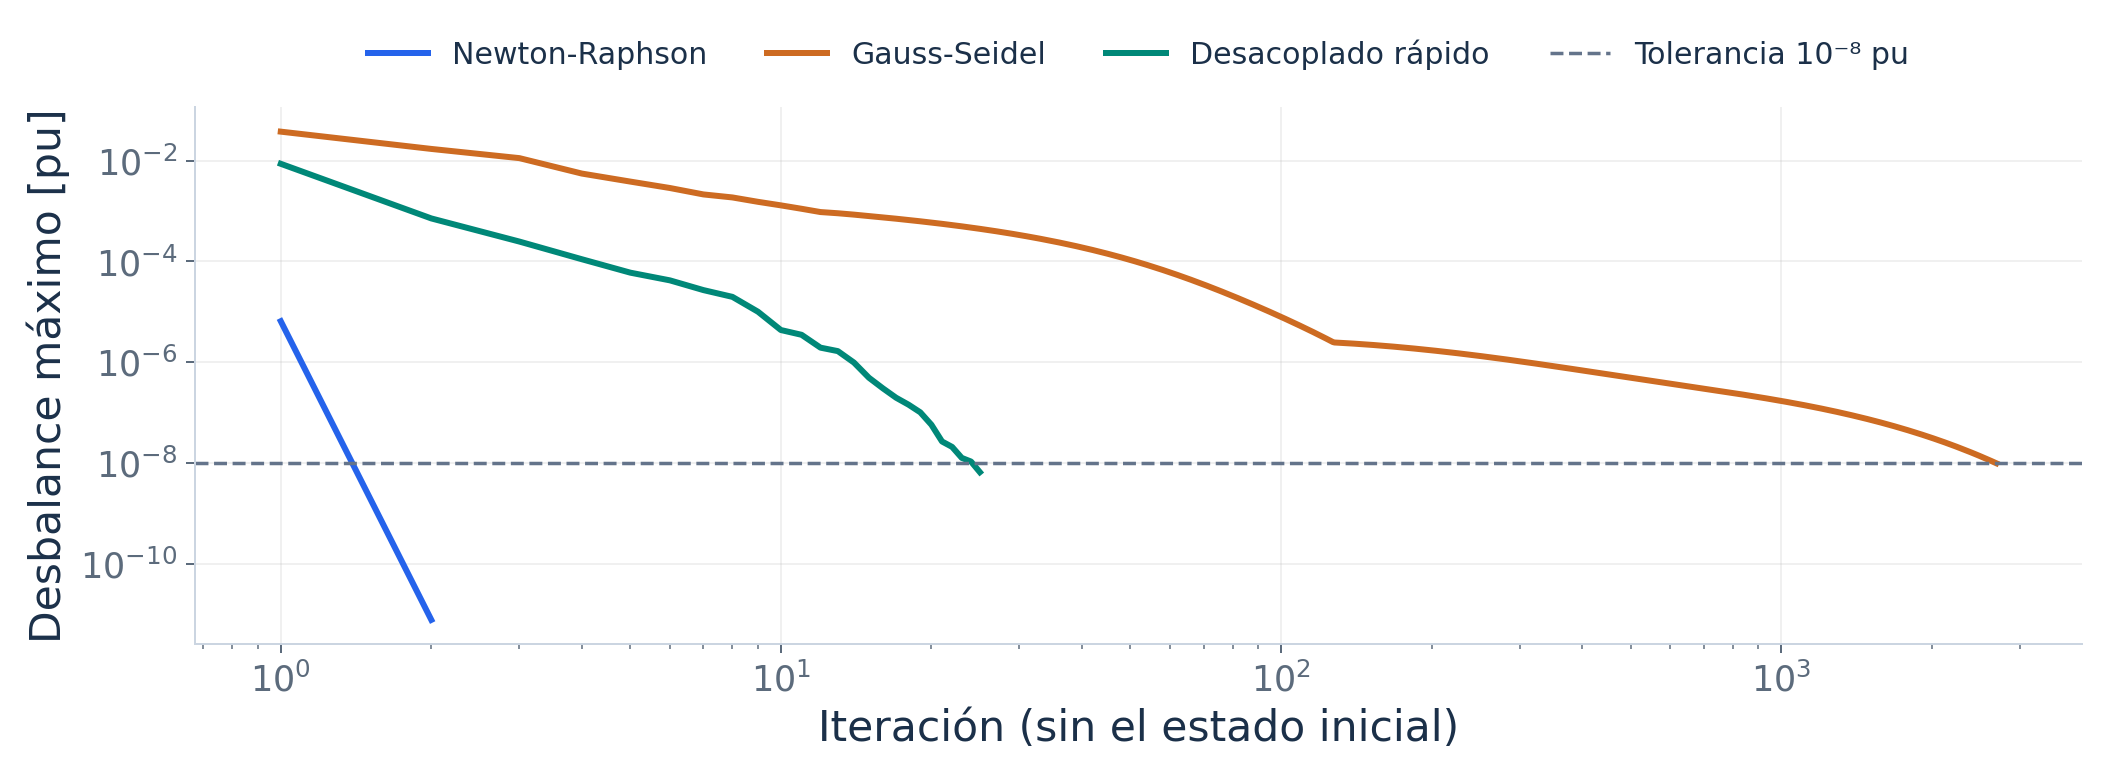 Newton-Raphson Gauss-Seidel Desacoplado rápido Tolerancia 10⁻⁸ pu
Desbalance máximo [pu]
10⁻²
10⁻⁴
10⁻⁶
10⁻⁸
10⁻¹⁰
10⁰ 10¹ 10² 10³
Iteración (sin el estado inicial)